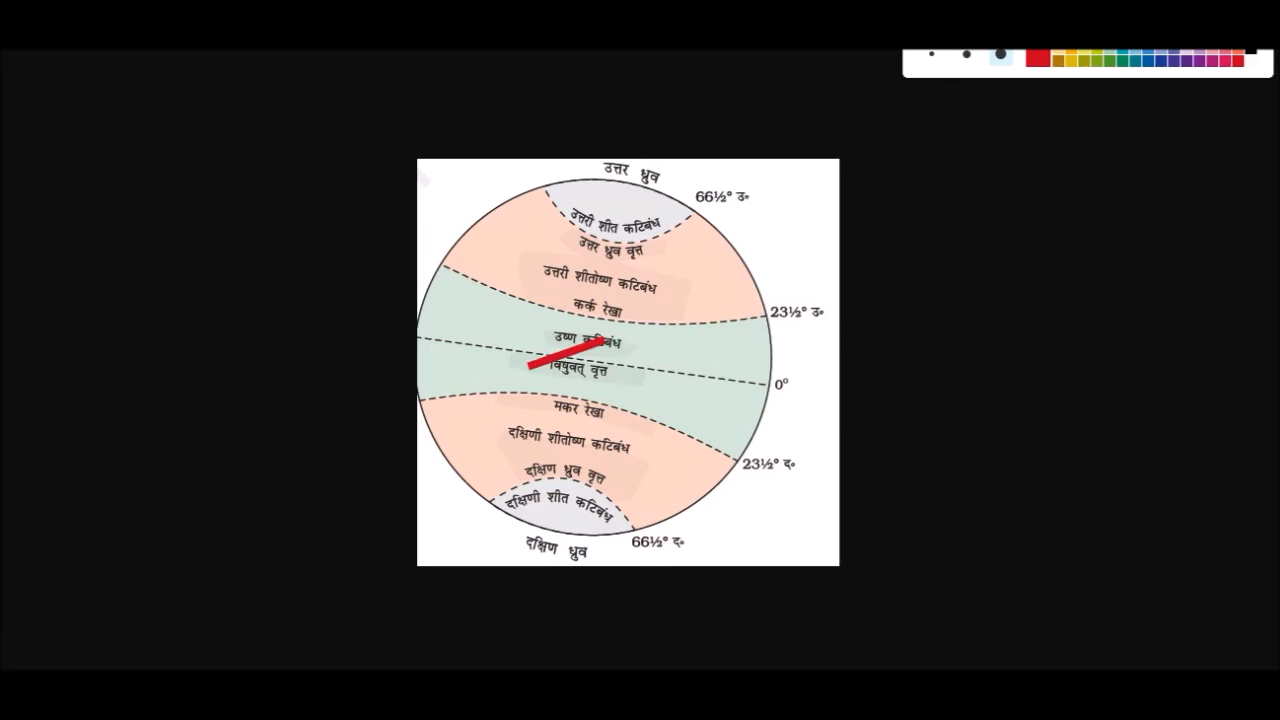 उत्तर ध्रुव
66½° उ॰
उत्तरी शीत कटिबंध
उत्तर ध्रुव वृत्त
उत्तरी शीतोष्ण कटिबंध
कर्क रेखा
23½° उ॰
उष्ण कटिबंध
विषुवत् वृत्त
0°
मकर रेखा
दक्षिणी शीतोष्ण कटिबंध
23½° द॰
दक्षिण ध्रुव वृत्त
दक्षिणी शीत कटिबंध
दक्षिण ध्रुव
66½° द॰